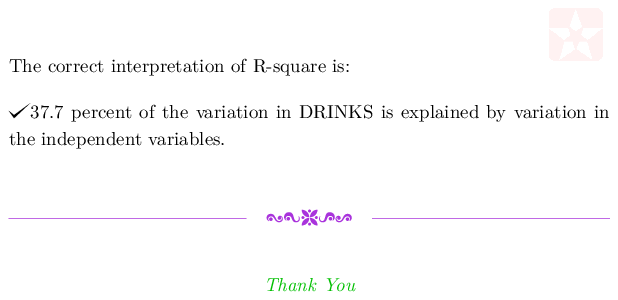 The correct interpretation of R-square is:
✓37.7 percent of the variation in DRINKS is explained by variation in
the independent variables.
Thank You